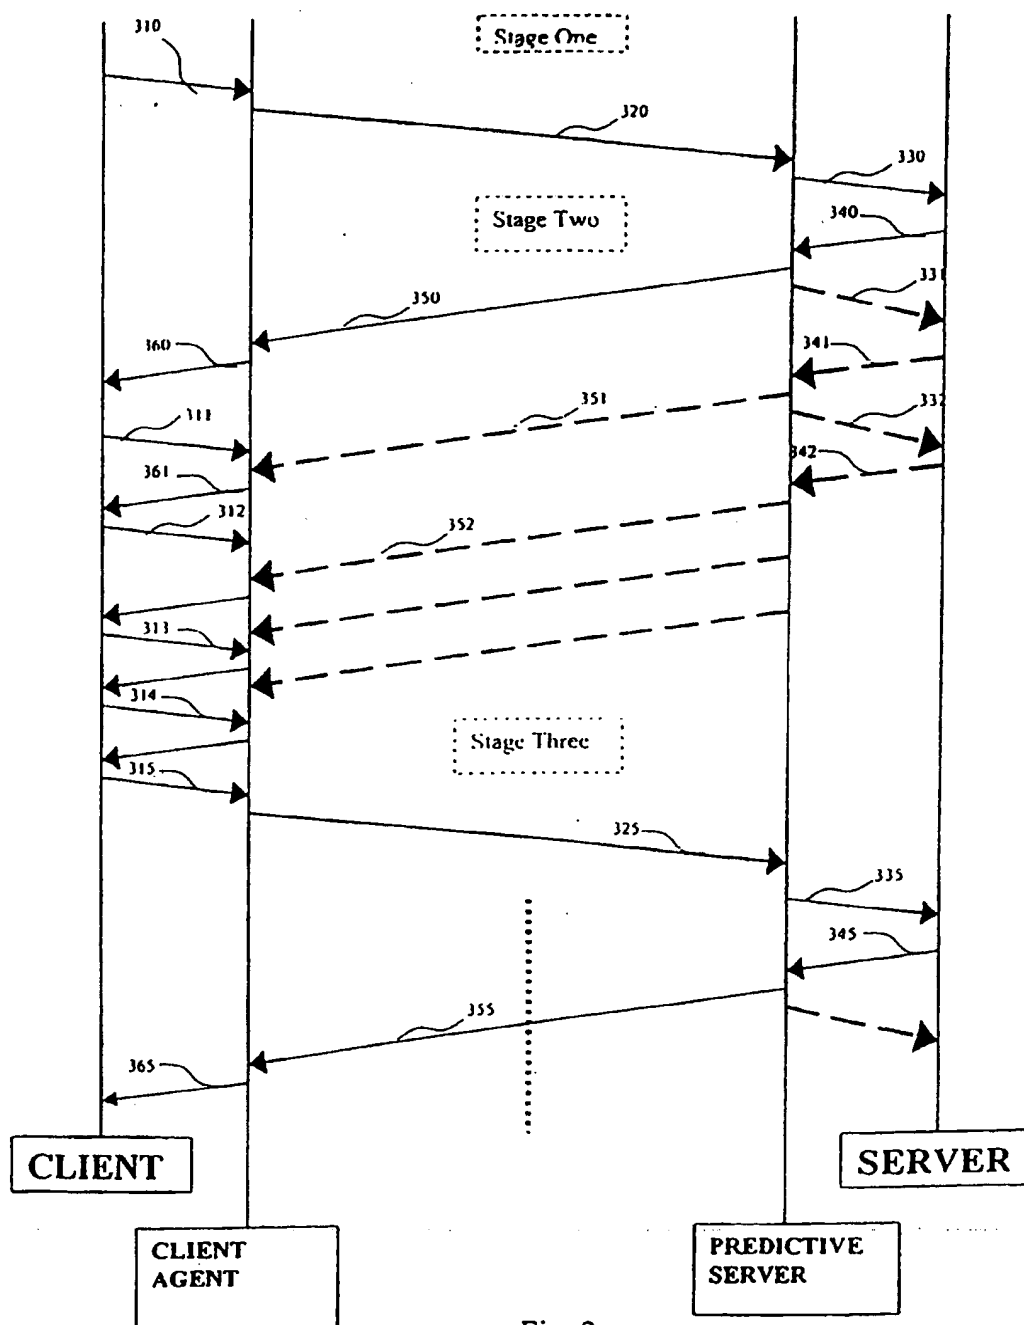 310
Stage One
320
330
Stage Two
340
331
350
341
360
351
332
311
342
361
312
352
313
314
Stage Three
315
325
335
345
355
365
CLIENT
SERVER
CLIENT
AGENT
PREDICTIVE
SERVER